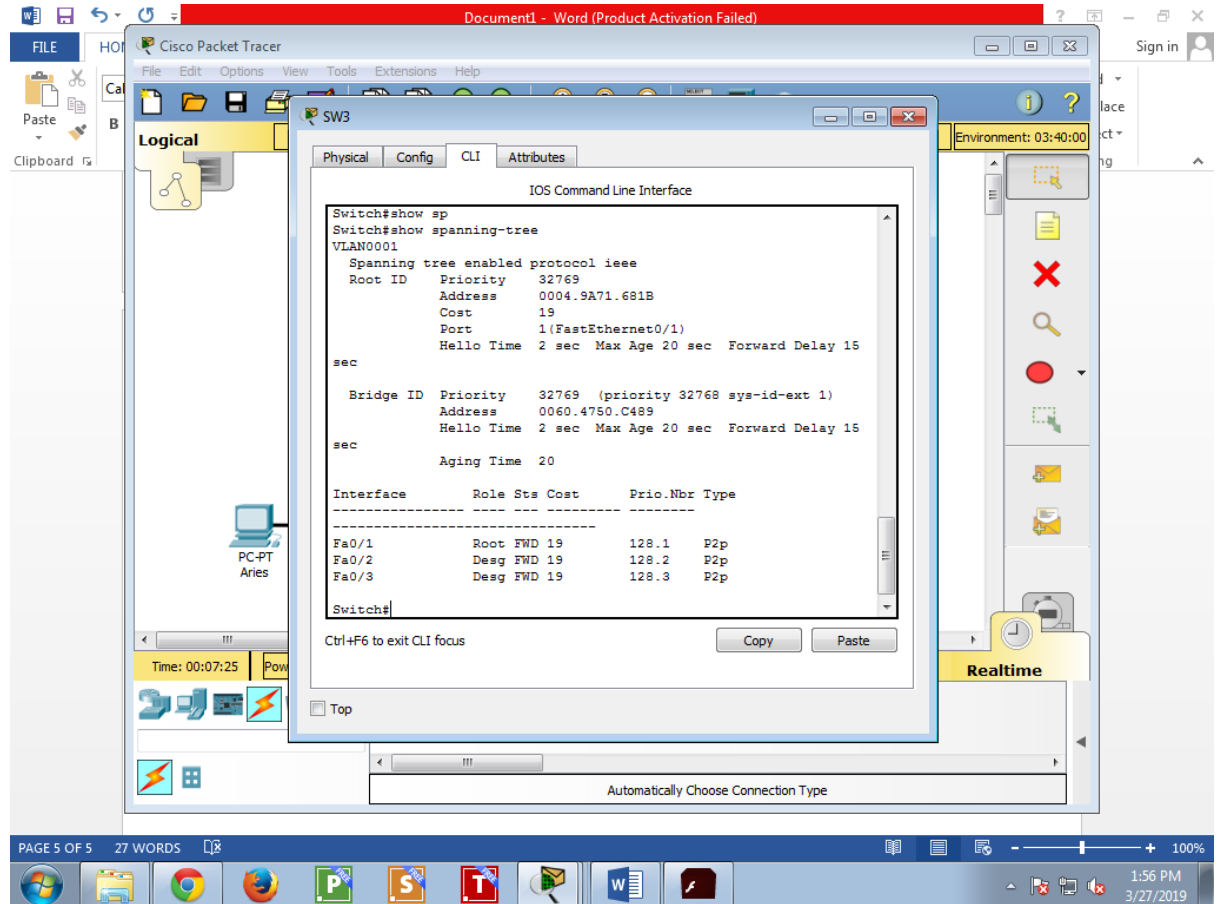 Document1 - Word (Product Activation Failed)
FILE
Sign in
Cisco Packet Tracer
File Edit Options View Tools Extensions Help
Paste
B
Clipboard
Logical
Environment: 03:40:00
SW3
Physical Config CLI Attributes
IOS Command Line Interface
Switch#show sp
Switch#show spanning-tree
VLAN0001
Spanning tree enabled protocol ieee
Root ID Priority 32769
Address 0004.9A71.681B
Cost 19
Port 1(FastEthernet0/1)
Hello Time 2 sec Max Age 20 sec Forward Delay 15
sec
Bridge ID Priority 32769 (priority 32768 sys-id-ext 1)
Address 0060.4750.C489
Hello Time 2 sec Max Age 20 sec Forward Delay 15
sec
Aging Time 20
Interface Role Sts Cost Prio.Nbr Type
---------------- ---- --- --------- --------
--------------------------------
Fa0/1 Root FWD 19 128.1 P2p
Fa0/2 Desg FWD 19 128.2 P2p
Fa0/3 Desg FWD 19 128.3 P2p
Switch#
PC-PT
Aries
Ctrl+F6 to exit CLI focus
Copy
Paste
Time: 00:07:25
Realtime
Top
Automatically Choose Connection Type
PAGE 5 OF 5 27 WORDS
100%
1:56 PM
3/27/2019